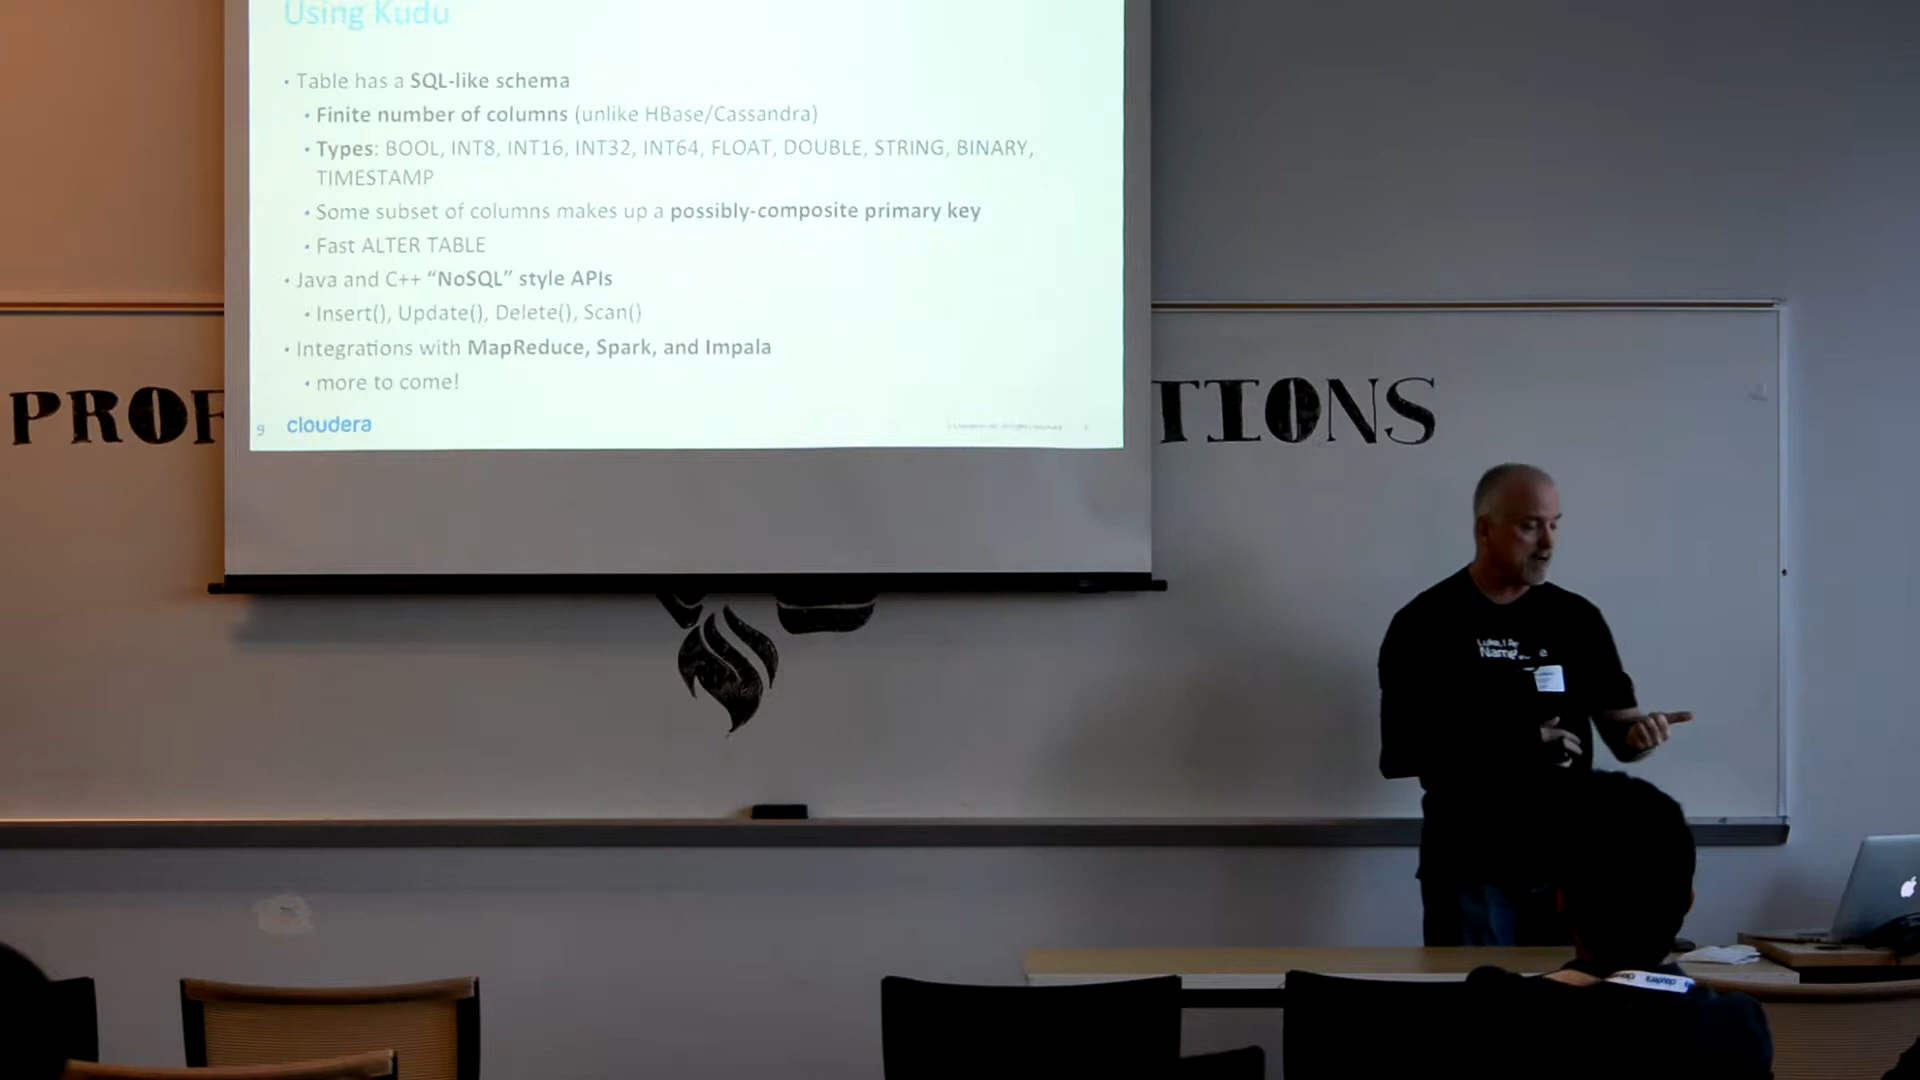 Using Kudu
• Table has a SQL-like schema
• Finite number of columns (unlike HBase/Cassandra)
• Types: BOOL, INT8, INT16, INT32, INT64, FLOAT, DOUBLE, STRING, BINARY,
TIMESTAMP
• Some subset of columns makes up a possibly-composite primary key
• Fast ALTER TABLE
• Java and C++ “NoSQL” style APIs
• Insert(), Update(), Delete(), Scan()
• Integrations with MapReduce, Spark, and Impala
• more to come!
9 cloudera
PROF
TIONS
Luke, I
Name
cloudera